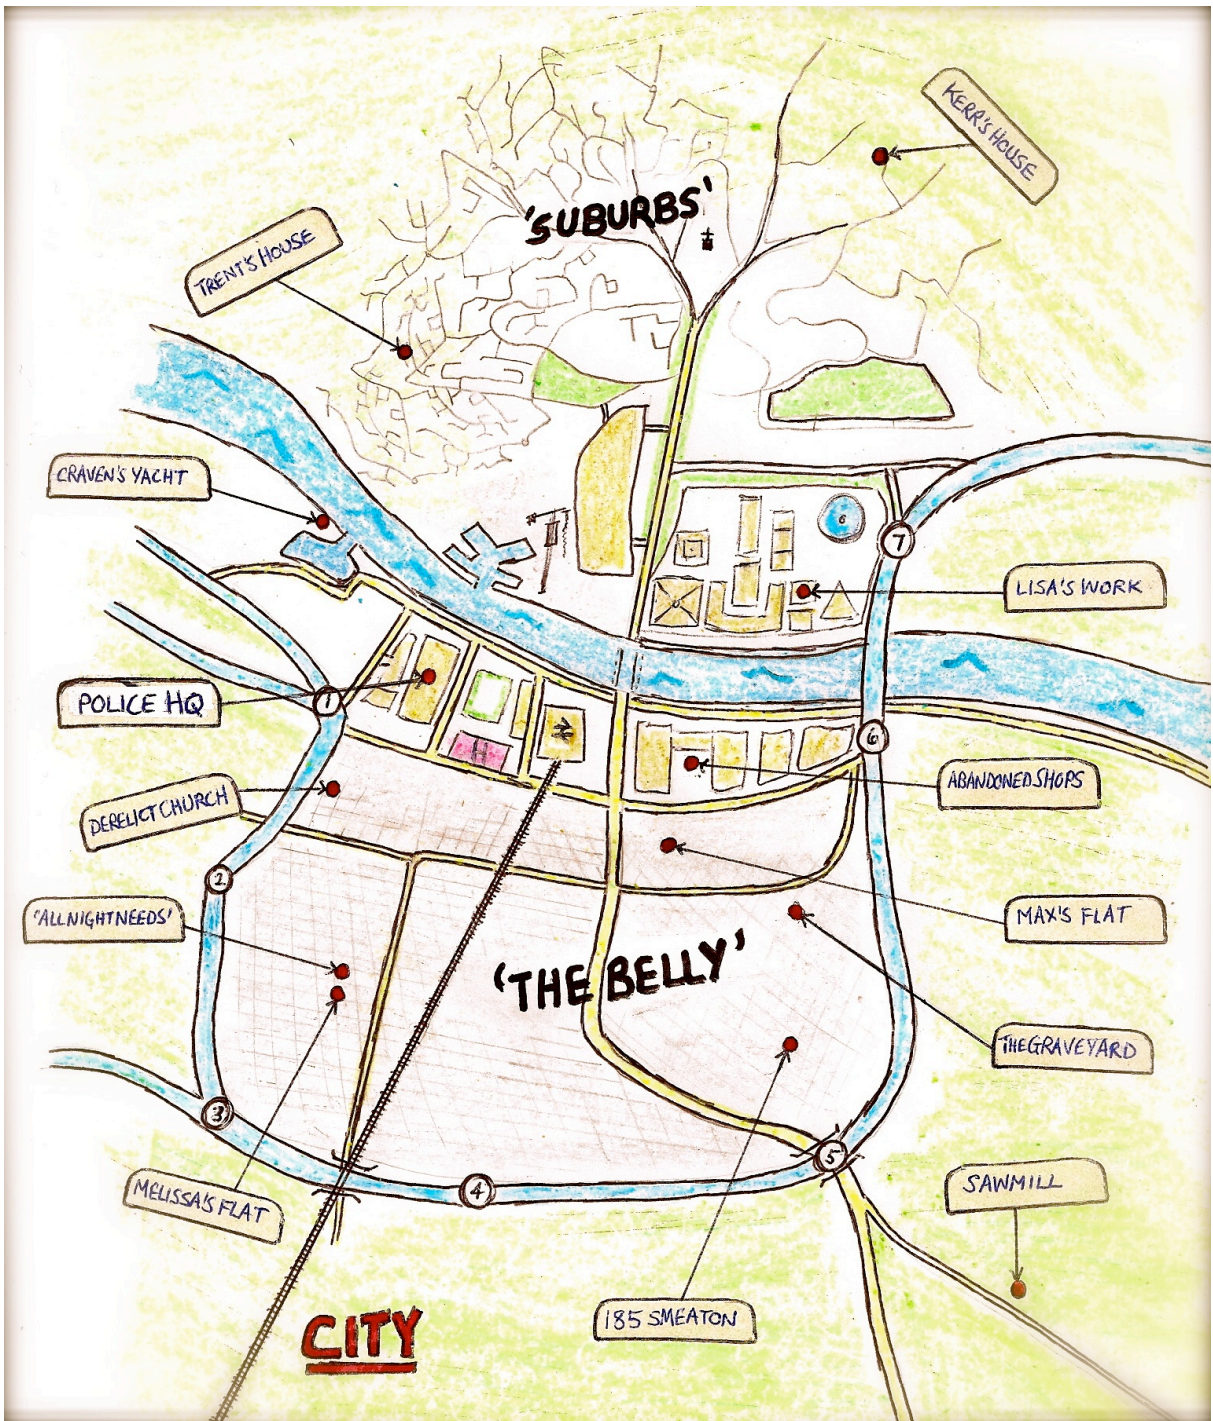 KERR'S HOUSE
'SUBURBS'
TRENT'S HOUSE
CRAVEN'S YACHT
7
LISA'S WORK
POLICE HQ
1
H
6
ABANDONED SHOPS
DERELICT CHURCH
2
'ALLNIGHTNEEDS'
MAX'S FLAT
'THE BELLY'
THE GRAVEYARD
3
5
4
MELISSA'S FLAT
SAWMILL
185 SMEATON
CITY